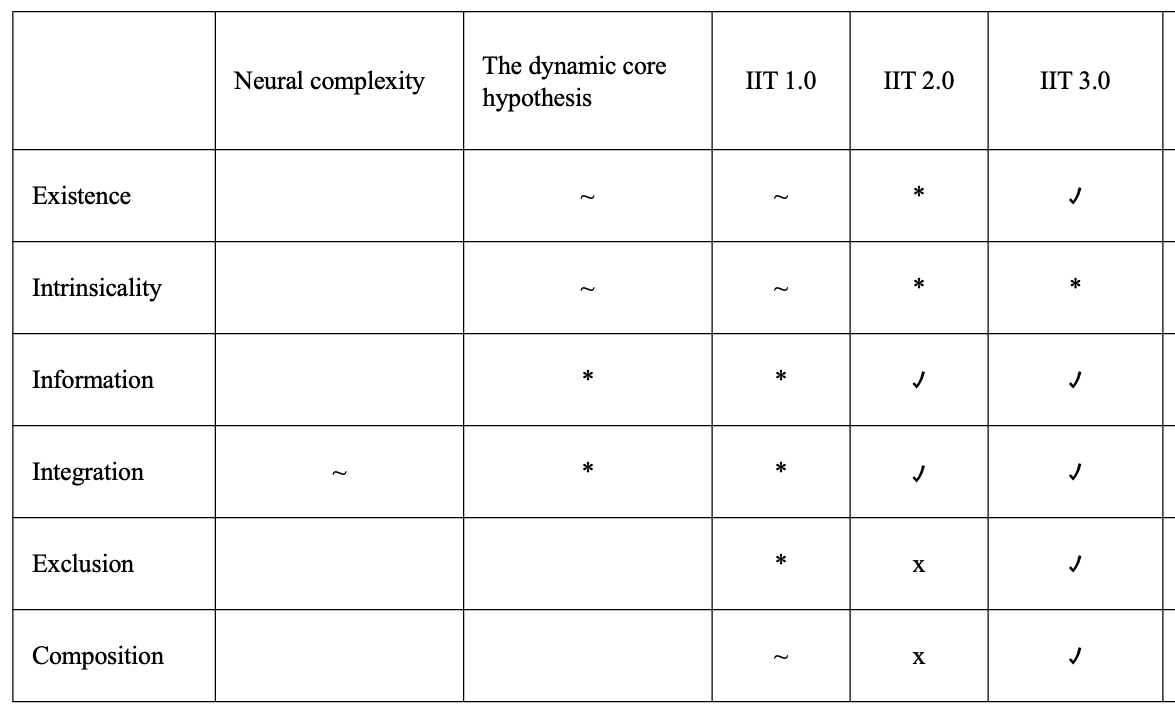 Neural complexity The dynamic core hypothesis IIT 1.0 IIT 2.0 IIT 3.0
Existence ~ ~ * ✓
Intrinsicality ~ ~ * *
Information * * ✓ ✓
Integration ~ * * ✓ ✓
Exclusion * x ✓
Composition ~ x ✓